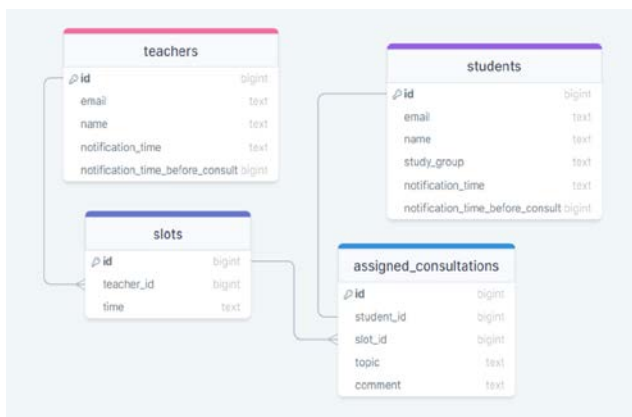 teachers
id bigint
email text
name text
notification_time text
notification_time_before_consult bigint
students
id bigint
email text
name text
study_group text
notification_time text
notification_time_before_consult bigint
slots
id bigint
teacher_id bigint
time text
assigned_consultations
id bigint
student_id bigint
slot_id bigint
topic text
comment text